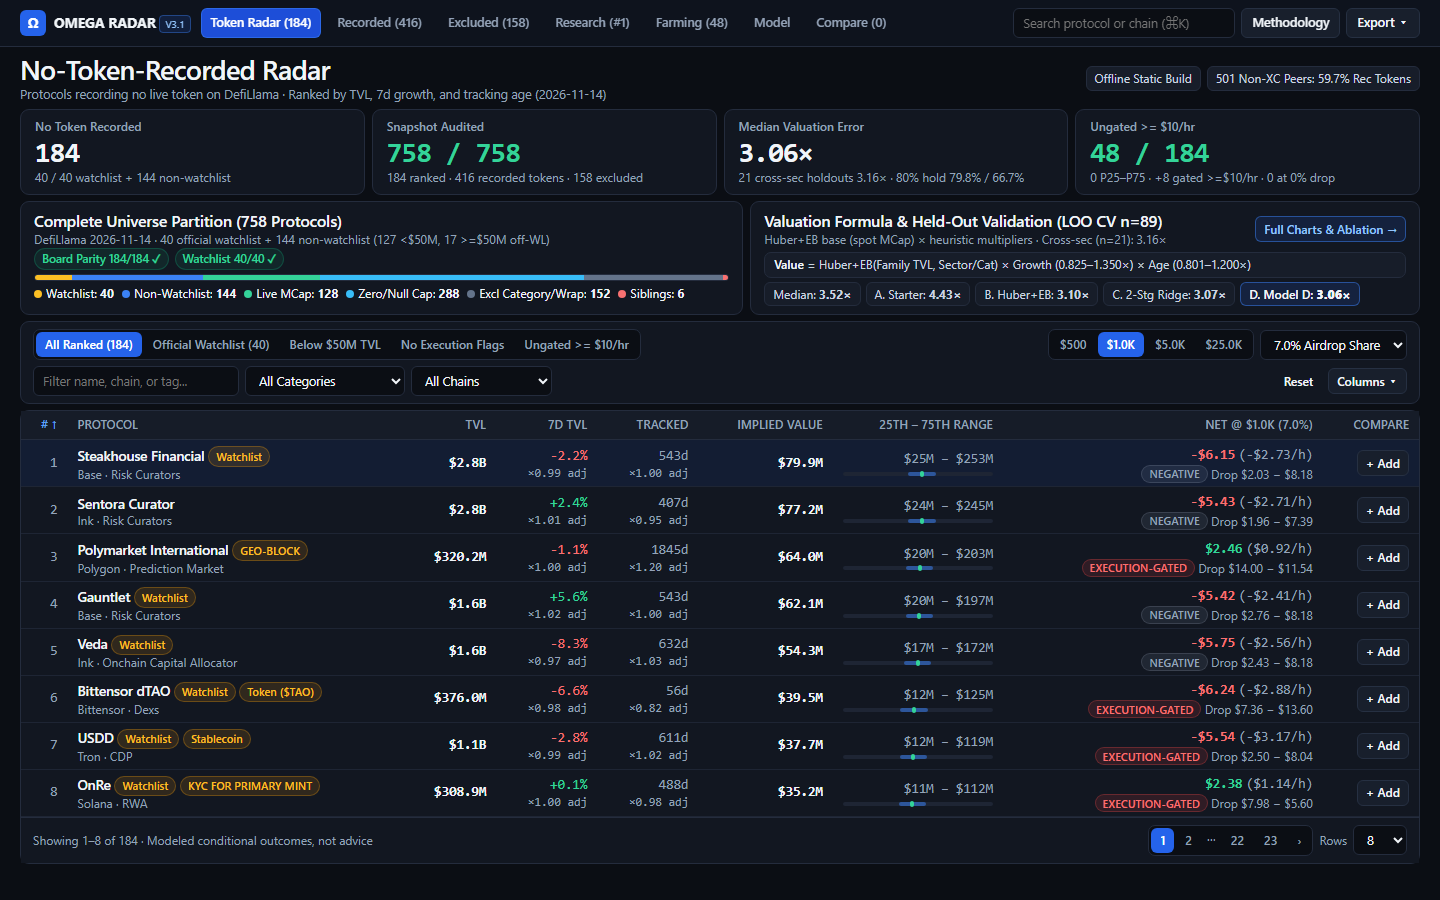 Ω OMEGA RADAR V3.1 Token Radar (184) Recorded (416) Excluded (158) Research (#1) Farming (48) Model Compare (0) Search protocol or chain (⌘K) Methodology Export ▾
No-Token-Recorded Radar
Protocols recording no live token on DefiLlama · Ranked by TVL, 7d growth, and tracking age (2026-11-14)
Offline Static Build 501 Non-XC Peers: 59.7% Rec Tokens
No Token Recorded
184
40 / 40 watchlist + 144 non-watchlist
Snapshot Audited
758 / 758
184 ranked · 416 recorded tokens · 158 excluded
Median Valuation Error
3.06×
21 cross-sec holdouts 3.16× · 80% hold 79.8% / 66.7%
Ungated >= $10/hr
48 / 184
0 P25–P75 · +8 gated >=$10/hr · 0 at 0% drop
Complete Universe Partition (758 Protocols)
DefiLlama 2026-11-14 · 40 official watchlist + 144 non-watchlist (127 <$50M, 17 >=$50M off-WL)
Board Parity 184/184 ✓ Watchlist 40/40 ✓
Watchlist: 40 Non-Watchlist: 144 Live MCap: 128 Zero/Null Cap: 288 Excl Category/Wrap: 152 Siblings: 6
Valuation Formula & Held-Out Validation (LOO CV n=89)
Huber+EB base (spot MCap) × heuristic multipliers · Cross-sec (n=21): 3.16×
Full Charts & Ablation →
Value = Huber+EB(Family TVL, Sector/Cat) × Growth (0.825–1.350×) × Age (0.801–1.200×)
Median: 3.52× A. Starter: 4.43× B. Huber+EB: 3.10× C. 2-Stg Ridge: 3.07× D. Model D: 3.06×
All Ranked (184) Official Watchlist (40) Below $50M TVL No Execution Flags Ungated >= $10/hr $500 $1.0K $5.0K $25.0K 7.0% Airdrop Share
Filter name, chain, or tag... All Categories All Chains Reset Columns ▾
# ↑ PROTOCOL TVL 7D TVL TRACKED IMPLIED VALUE 25TH – 75TH RANGE NET @ $1.0K (7.0%) COMPARE
1 Steakhouse Financial Watchlist $2.8B -2.2% 543d $79.9M $25M – $253M -$6.15 (-$2.73/h) + Add
Base · Risk Curators ×0.99 adj ×1.00 adj NEGATIVE Drop $2.03 – $8.18
2 Sentora Curator $2.8B +2.4% 407d $77.2M $24M – $245M -$5.43 (-$2.71/h) + Add
Ink · Risk Curators ×1.01 adj ×0.95 adj NEGATIVE Drop $1.96 – $7.39
3 Polymarket International GEO-BLOCK $320.2M -1.1% 1845d $64.0M $20M – $203M $2.46 ($0.92/h) + Add
Polygon · Prediction Market ×1.00 adj ×1.20 adj EXECUTION-GATED Drop $14.00 – $11.54
4 Gauntlet Watchlist $1.6B +5.6% 543d $62.1M $20M – $197M -$5.42 (-$2.41/h) + Add
Base · Risk Curators ×1.02 adj ×1.00 adj NEGATIVE Drop $2.76 – $8.18
5 Veda Watchlist $1.6B -8.3% 632d $54.3M $17M – $172M -$5.75 (-$2.56/h) + Add
Ink · Onchain Capital Allocator ×0.97 adj ×1.03 adj NEGATIVE Drop $2.43 – $8.18
6 Bittensor dTAO Watchlist Token ($TAO) $376.0M -6.6% 56d $39.5M $12M – $125M -$6.24 (-$2.88/h) + Add
Bittensor · Dexs ×0.98 adj ×0.82 adj EXECUTION-GATED Drop $7.36 – $13.60
7 USDD Watchlist Stablecoin $1.1B -2.8% 611d $37.7M $12M – $119M -$5.54 (-$3.17/h) + Add
Tron · CDP ×0.99 adj ×1.02 adj EXECUTION-GATED Drop $2.50 – $8.04
8 OnRe Watchlist KYC FOR PRIMARY MINT $308.9M +0.1% 488d $35.2M $11M – $112M $2.38 ($1.14/h) + Add
Solana · RWA ×1.00 adj ×0.98 adj EXECUTION-GATED Drop $7.98 – $5.60
Showing 1–8 of 184 · Modeled conditional outcomes, not advice 1 2 ··· 22 23 › Rows 8